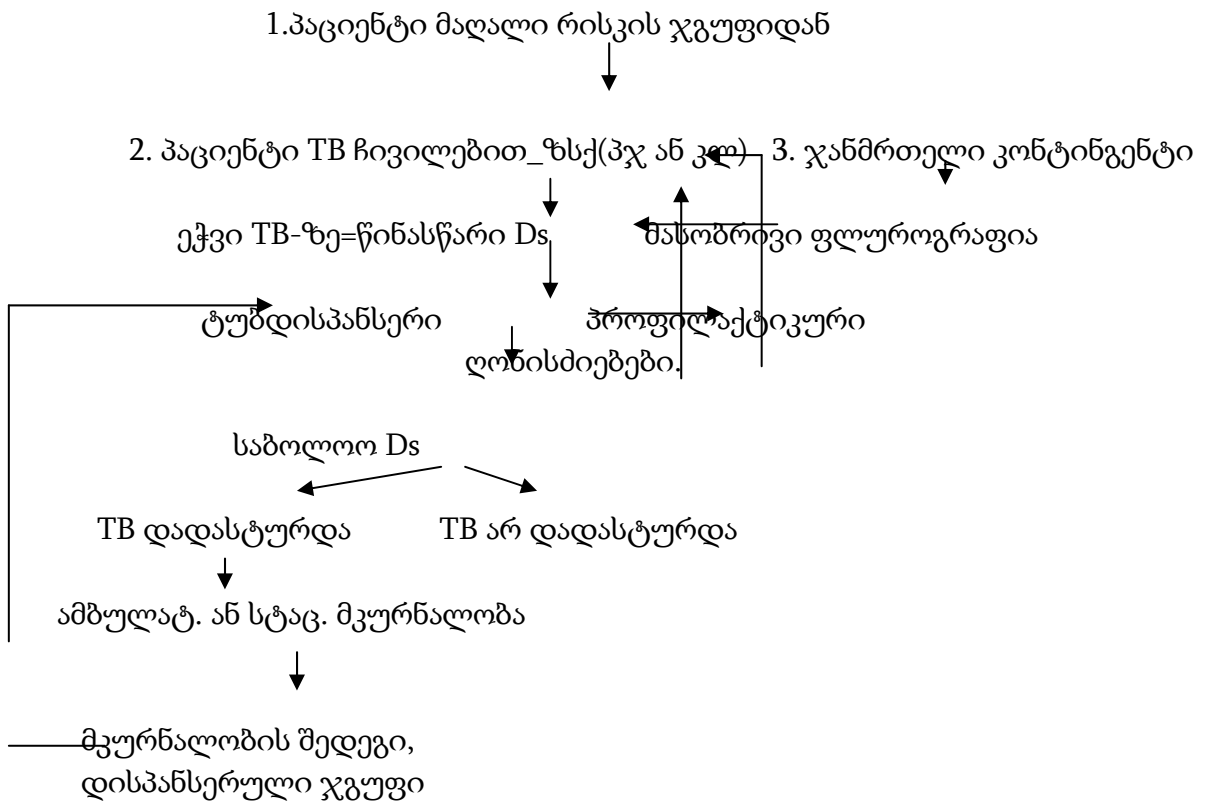 1.პაციენტი მაღალი რისკის ჯგუფიდან
2. პაციენტი TB ჩივილებით_ზსქ(პჯ ან კლ) 3. ჯანმრთელი კონტინგენტი
ეჭვი TB-ზე=წინასწარი Ds მასობრივი ფლუროგრაფია
ტუბდისპანსერი პროფილაქტიკური
ღონისძიებები.
საბოლოო Ds
TB დადასტურდა TB არ დადასტურდა
ამბულატ. ან სტაც. მკურნალობა
მკურნალობის შედეგი,
დისპანსერული ჯგუფი